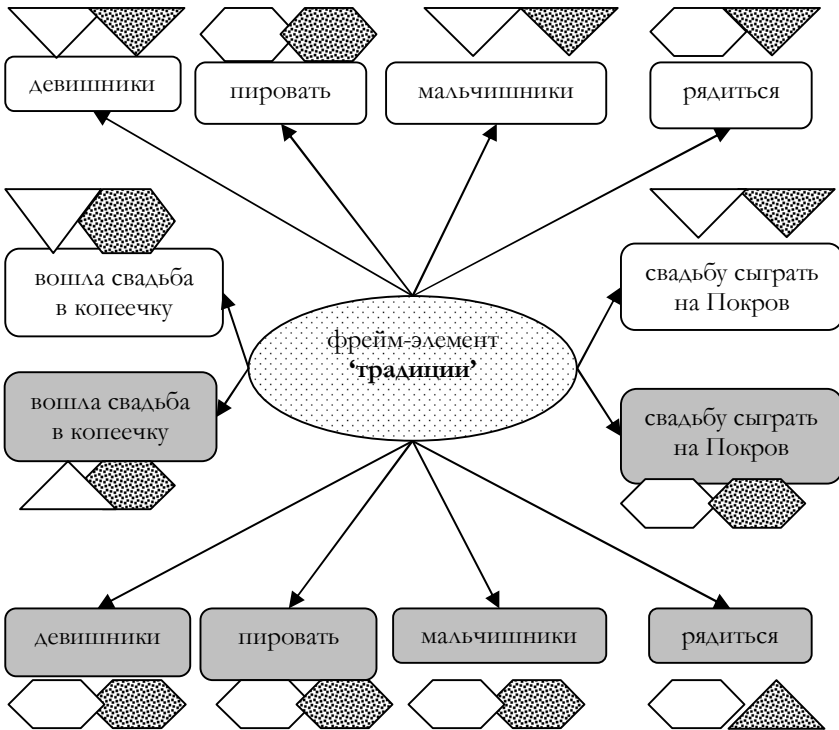 девишники
пировать
мальчишники
рядиться
вошла свадьба
в копеечку
свадьбу сыграть
на Покров
фрейм-элемент
‘традиции’
вошла свадьба
в копеечку
свадьбу сыграть
на Покров
девишники
пировать
мальчишники
рядиться